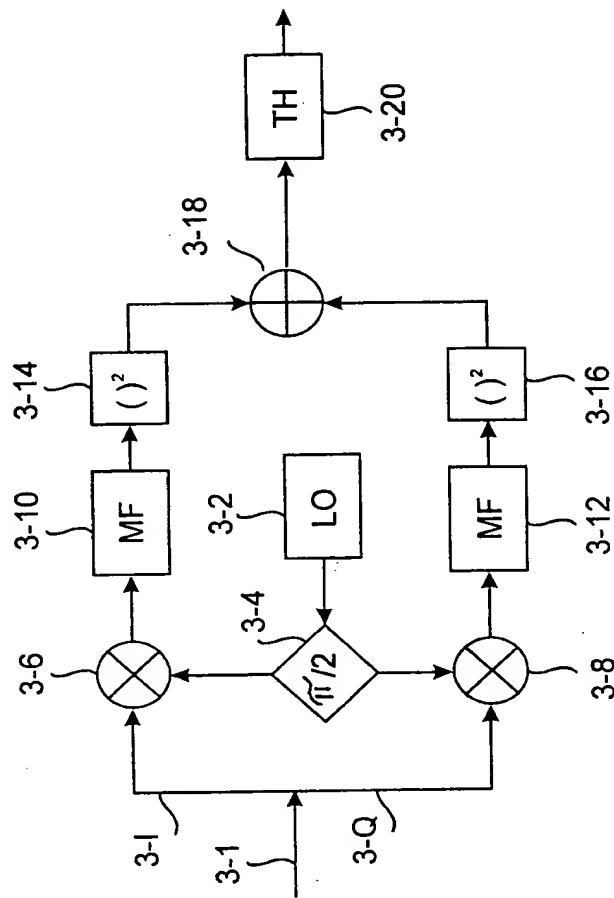 3-1
3-I
3-Q
3-6
3-8
3-4
π/2
3-2
LO
3-10
MF
3-12
MF
3-14
( )²
3-16
( )²
3-18
3-20
TH